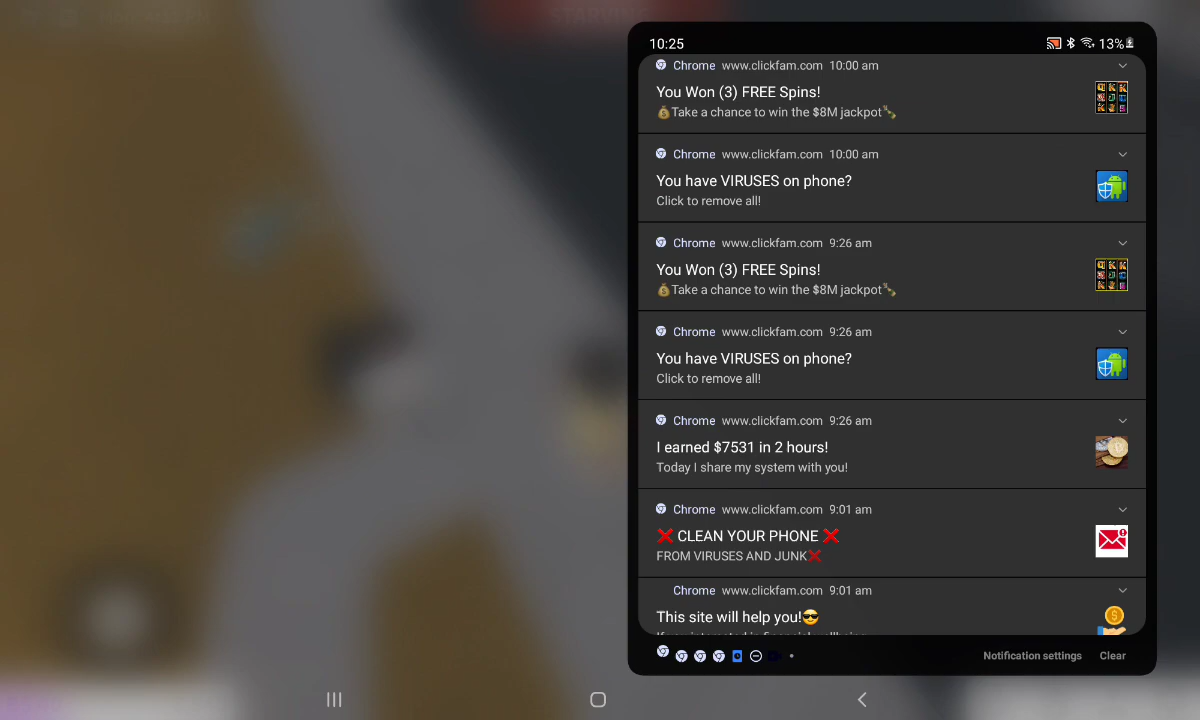 STARVING
10:25
13%
Chrome www.clickfam.com 10:00 am
You Won (3) FREE Spins!
💰Take a chance to win the $8M jackpot🍾
Chrome www.clickfam.com 10:00 am
You have VIRUSES on phone?
Click to remove all!
Chrome www.clickfam.com 9:26 am
You Won (3) FREE Spins!
💰Take a chance to win the $8M jackpot🍾
Chrome www.clickfam.com 9:26 am
You have VIRUSES on phone?
Click to remove all!
Chrome www.clickfam.com 9:26 am
I earned $7531 in 2 hours!
Today I share my system with you!
Chrome www.clickfam.com 9:01 am
❌ CLEAN YOUR PHONE ❌
FROM VIRUSES AND JUNK❌
Chrome www.clickfam.com 9:01 am
This site will help you!😎
Notification settings
Clear